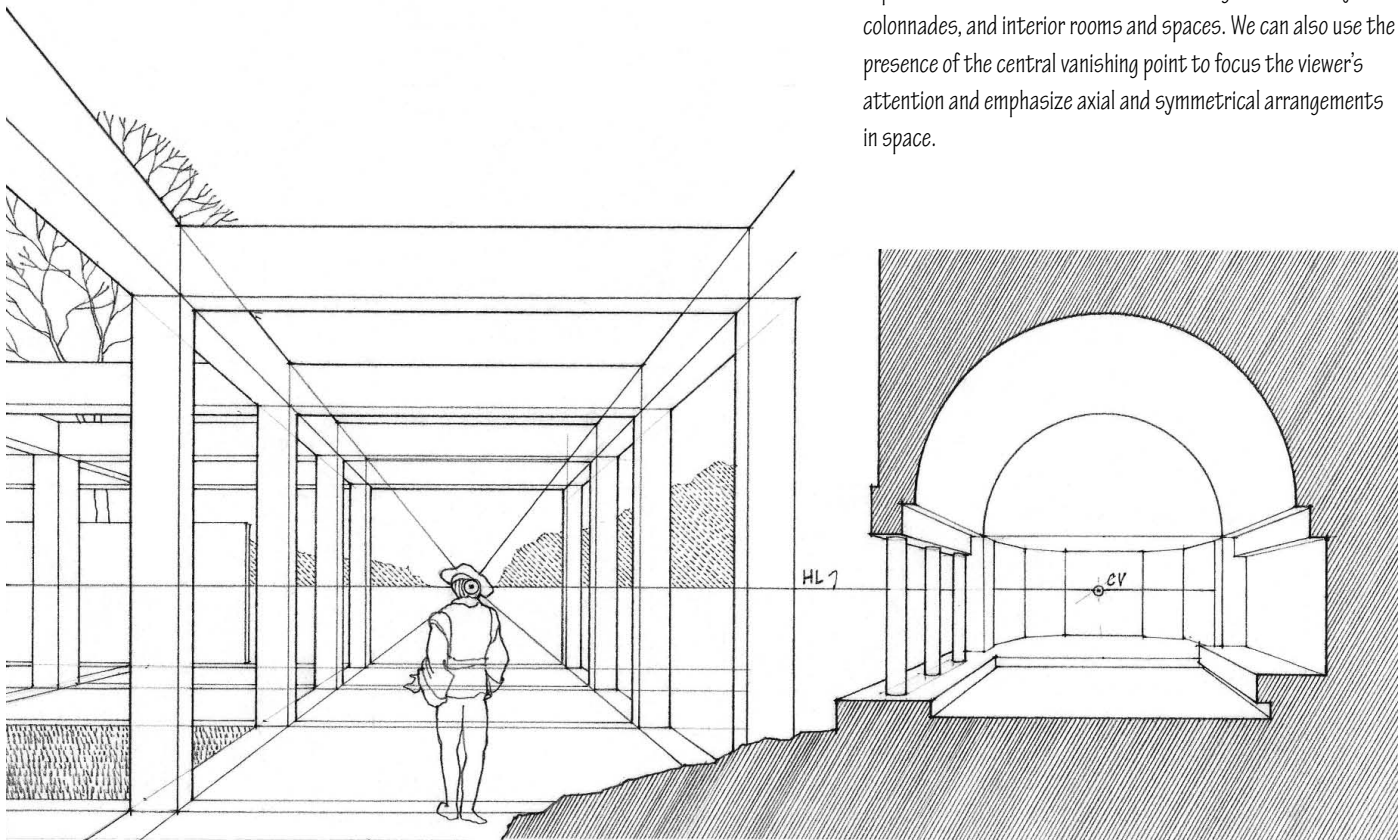 colonnades, and interior rooms and spaces. We can also use the
presence of the central vanishing point to focus the viewer's
attention and emphasize axial and symmetrical arrangements
in space.
HL
CV